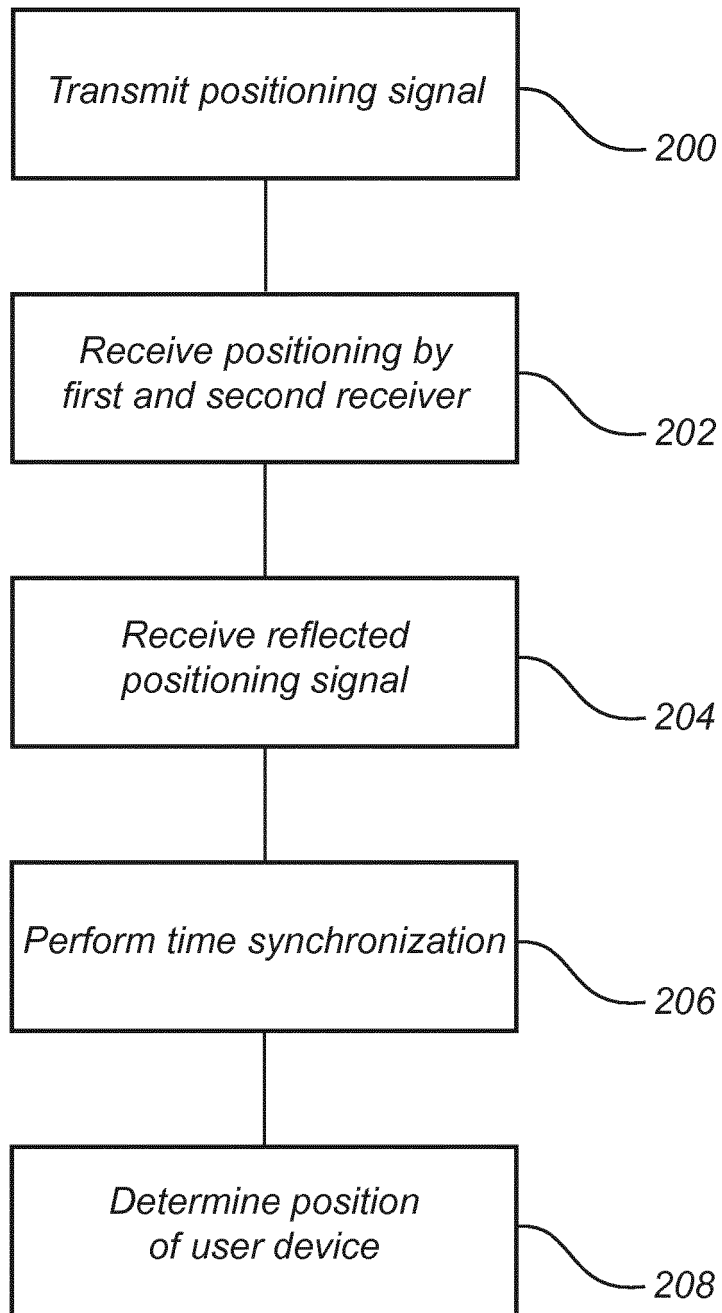 Transmit positioning signal
200
Receive positioning by
first and second receiver
202
Receive reflected
positioning signal
204
Perform time synchronization
206
Determine position
of user device
208